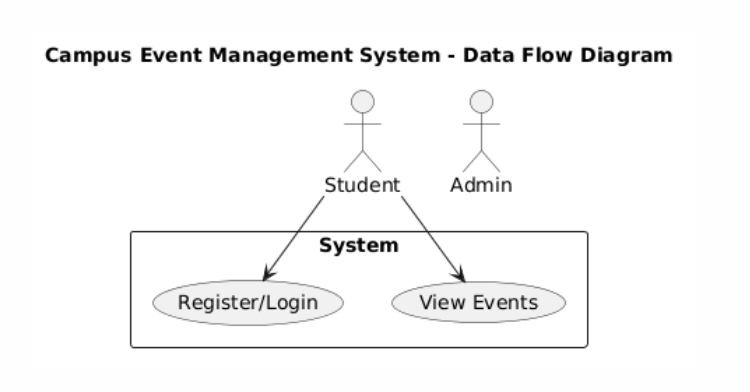 Campus Event Management System - Data Flow Diagram
Student
Admin
System
Register/Login
View Events